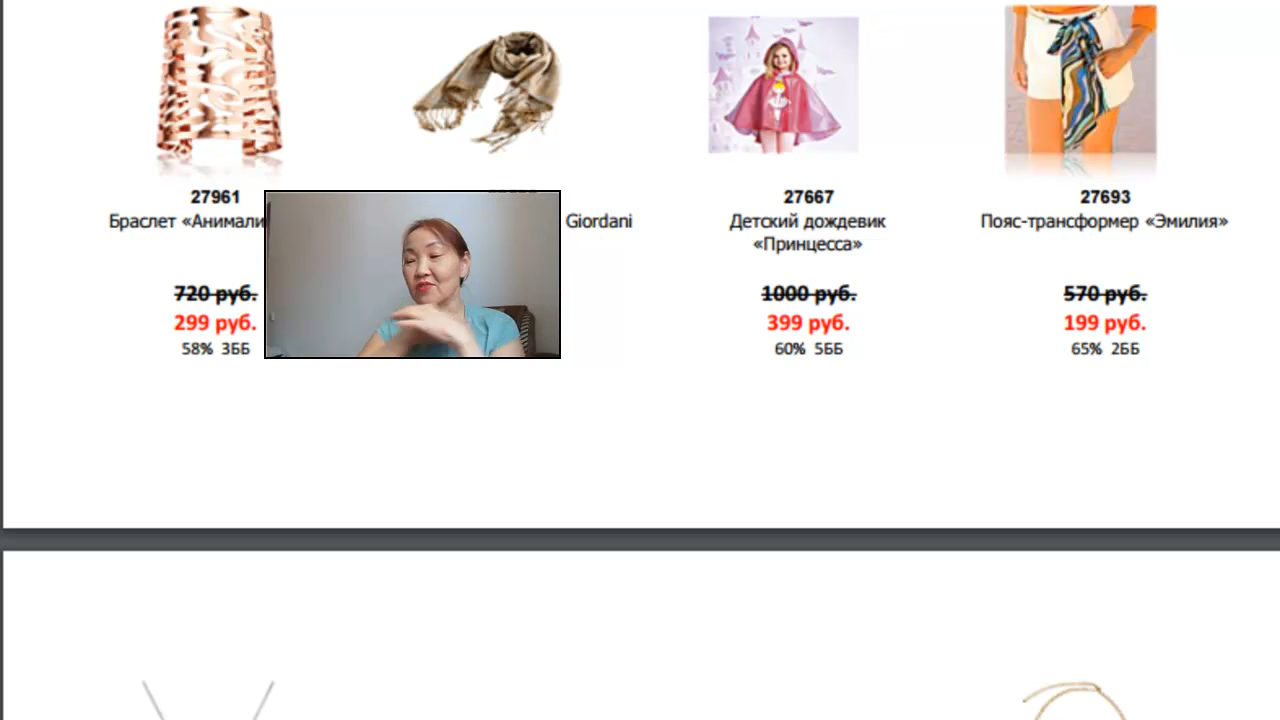 27961
Браслет «Анимали
720 руб.
299 руб.
58% 3ББ
Giordani
27667
Детский дождевик
«Принцесса»
1000 руб.
399 руб.
60% 5ББ
27693
Пояс-трансформер «Эмилия»
570 руб.
199 руб.
65% 2ББ